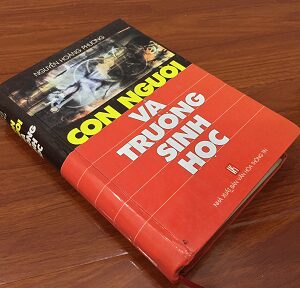 NGUYỄN HOÀNG PHƯƠNG
CON NGƯỜI
VÀ
TRƯỜNG
SINH
HỌC
NHÀ XUẤT BẢN VĂN HÓA THÔNG TIN